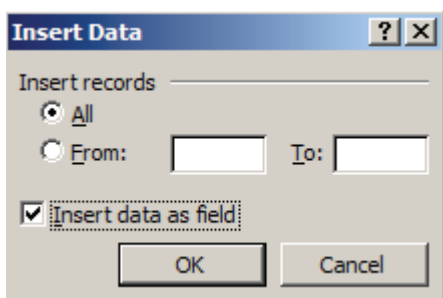 Insert Data
Insert records
All
From: To:
Insert data as field
OK Cancel